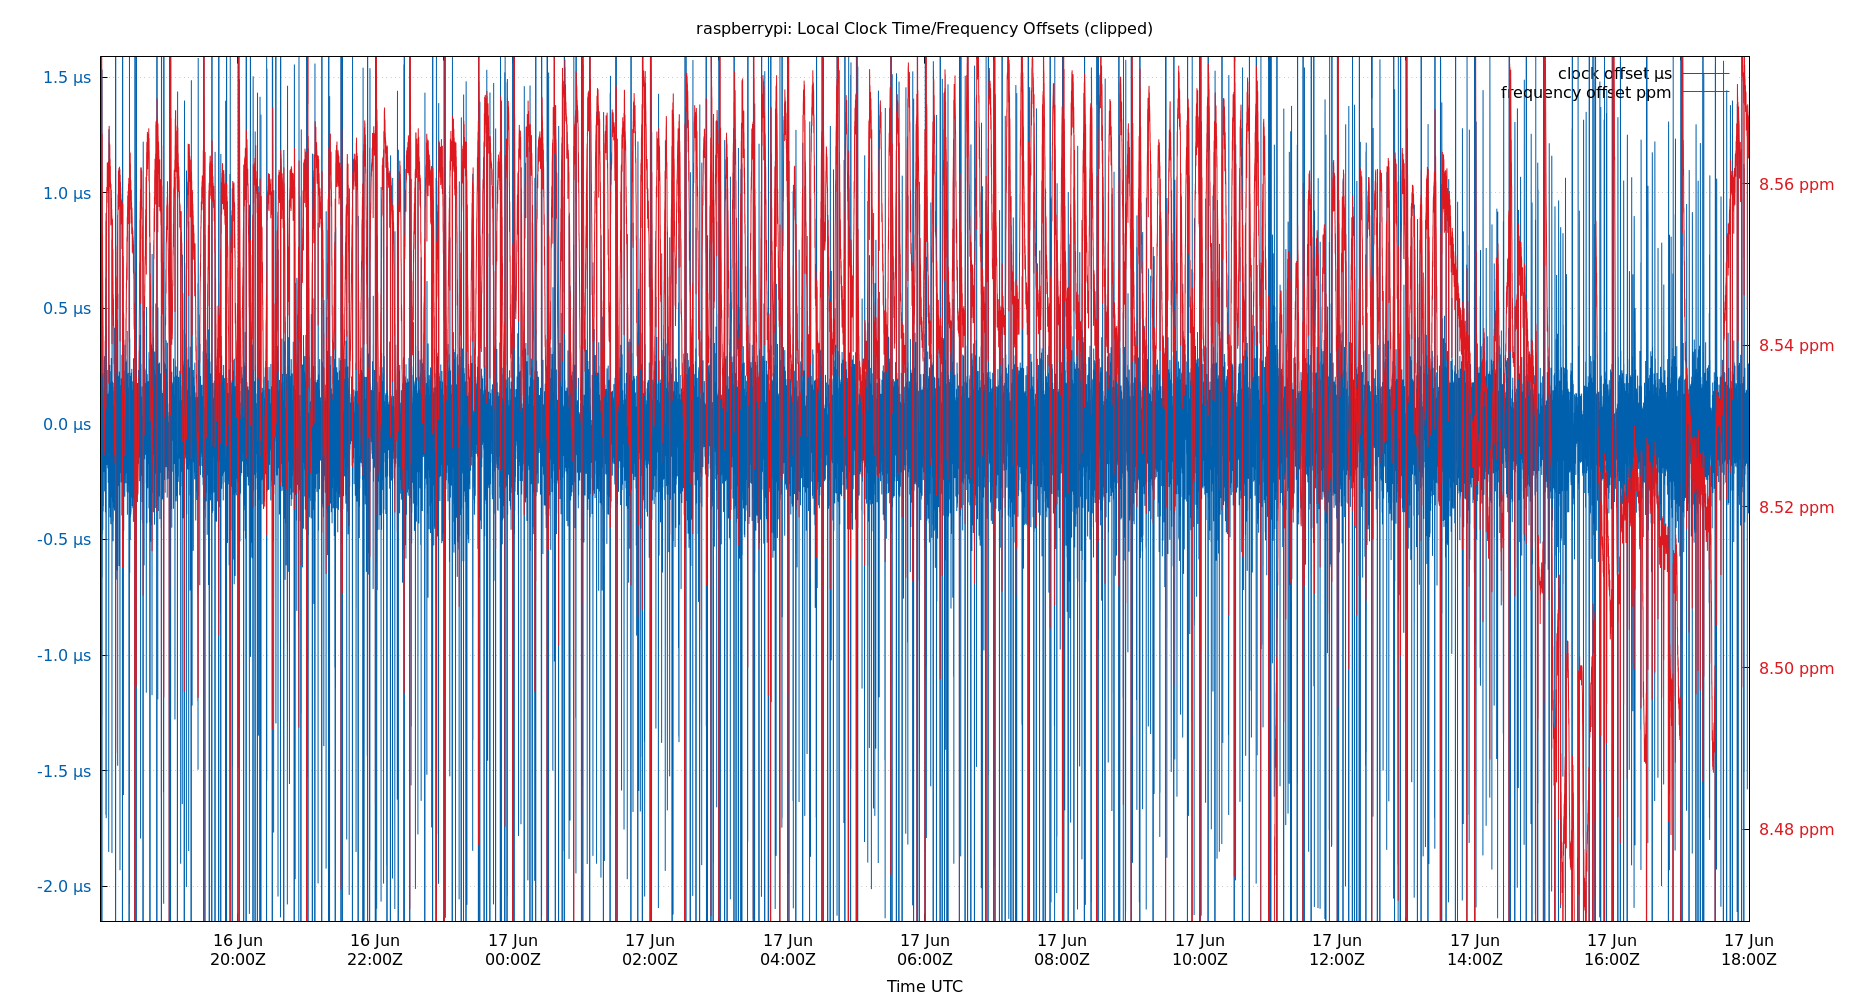 raspberrypi: Local Clock Time/Frequency Offsets (clipped)
clock offset µs
frequency offset ppm
1.5 µs
1.0 µs
0.5 µs
0.0 µs
-0.5 µs
-1.0 µs
-1.5 µs
-2.0 µs
8.56 ppm
8.54 ppm
8.52 ppm
8.50 ppm
8.48 ppm
16 Jun 16 Jun 17 Jun 17 Jun 17 Jun 17 Jun 17 Jun 17 Jun 17 Jun 17 Jun 17 Jun 17 Jun
20:00Z 22:00Z 00:00Z 02:00Z 04:00Z 06:00Z 08:00Z 10:00Z 12:00Z 14:00Z 16:00Z 18:00Z
Time UTC